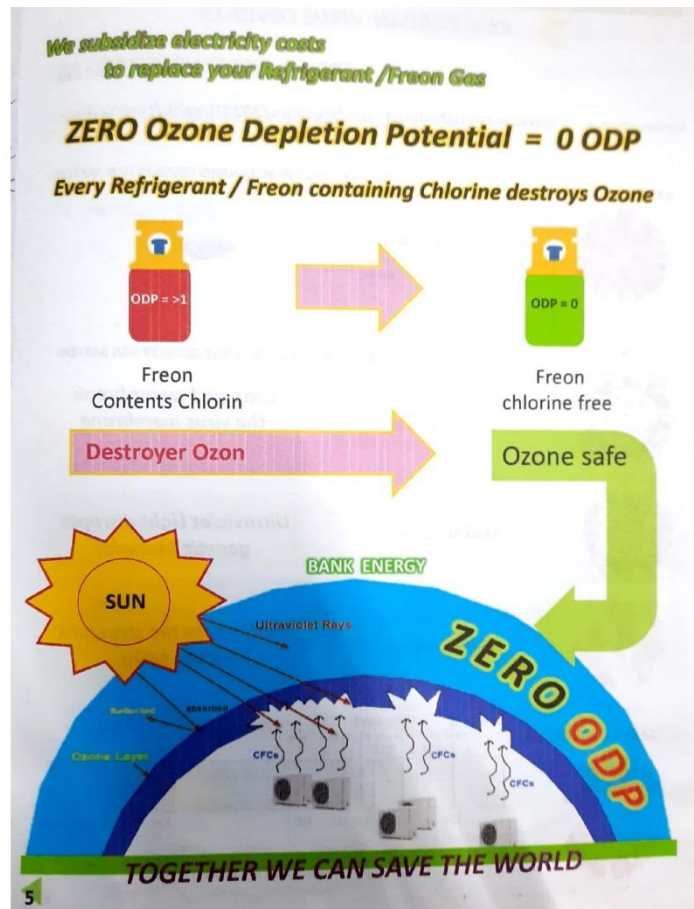 We subsidize electricity costs
to replace your Refrigerant /Freon Gas
ZERO Ozone Depletion Potential = 0 ODP
Every Refrigerant / Freon containing Chlorine destroys Ozone
ODP = >1
ODP = 0
Freon
Contents Chlorin
Freon
chlorine free
Destroyer Ozon
Ozone safe
BANK ENERGY
SUN
Ultraviolet Rays
ZERO ODP
Reflected
absorbed
Ozone Layer
CFCs
CFCs
CFCs
TOGETHER WE CAN SAVE THE WORLD
5